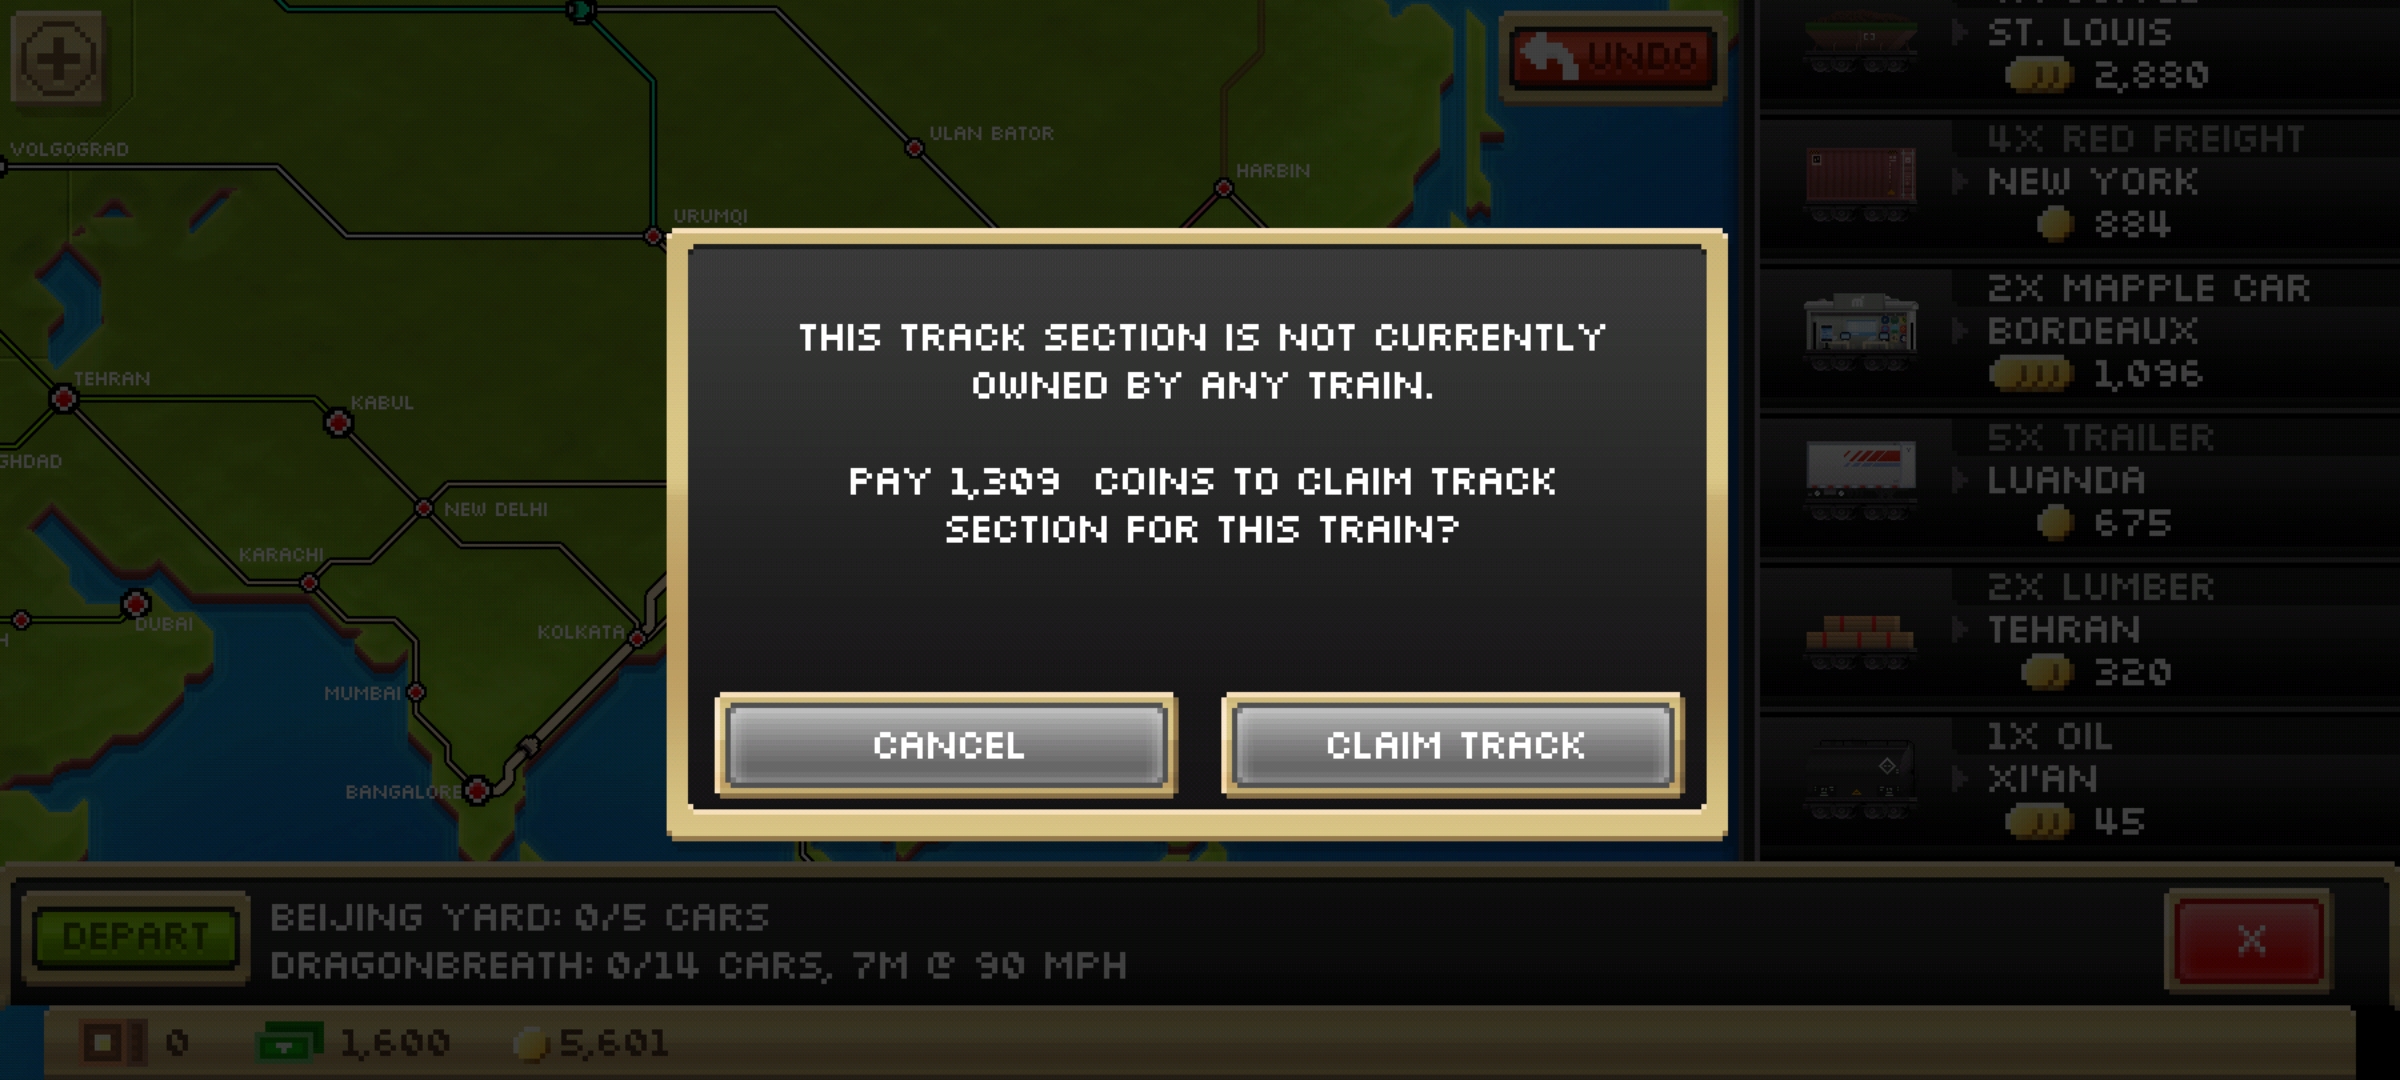 UNDO
VOLGOGRAD
ULAN BATOR
HARBIN
URUMQI
TEHRAN
KABUL
GHDAD
NEW DELHI
KARACHI
DUBAI
KOLKATA
MUMBAI
BANGALORE
THIS TRACK SECTION IS NOT CURRENTLY
OWNED BY ANY TRAIN.
PAY 1,309 COINS TO CLAIM TRACK
SECTION FOR THIS TRAIN?
CANCEL
CLAIM TRACK
ST. LOUIS
2,880
4X RED FREIGHT
NEW YORK
884
2X MAPPLE CAR
BORDEAUX
1,096
5X TRAILER
LUANDA
675
2X LUMBER
TEHRAN
320
1X OIL
XI'AN
45
DEPART
BEIJING YARD: 0/5 CARS
DRAGONBREATH: 0/14 CARS, 7M @ 90 MPH
X
0
1,600
5,601